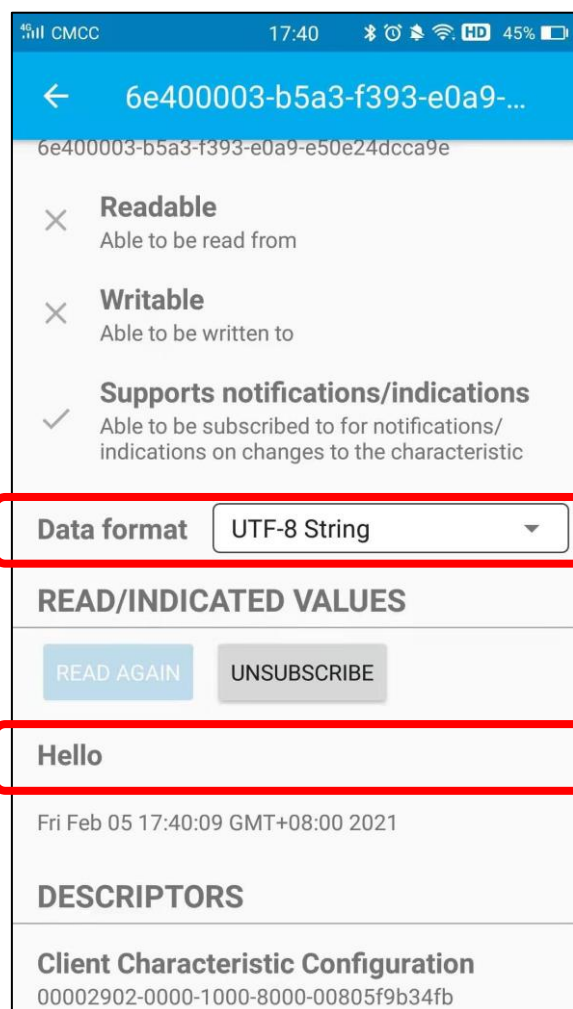 4G CMCC 17:40 HD 45%
6e400003-b5a3-f393-e0a9-...
6e400003-b5a3-f393-e0a9-e50e24dcca9e
Readable
Able to be read from
Writable
Able to be written to
Supports notifications/indications
Able to be subscribed to for notifications/
indications on changes to the characteristic
Data format UTF-8 String
READ/INDICATED VALUES
READ AGAIN UNSUBSCRIBE
Hello
Fri Feb 05 17:40:09 GMT+08:00 2021
DESCRIPTORS
Client Characteristic Configuration
00002902-0000-1000-8000-00805f9b34fb